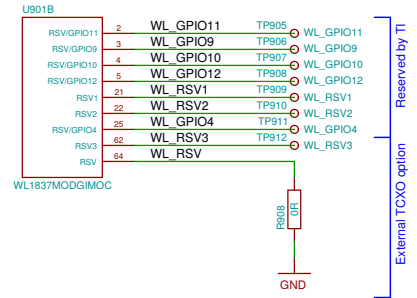 U901B
RSV/GPIO11 2 WL_GPIO11 TP905 WL_GPIO11
RSV/GPIO9 3 WL_GPIO9 TP906 WL_GPIO9
RSV/GPIO10 4 WL_GPIO10 TP907 WL_GPIO10
RSV/GPIO12 5 WL_GPIO12 TP908 WL_GPIO12
RSV1 21 WL_RSV1 TP909 WL_RSV1
RSV2 22 WL_RSV2 TP910 WL_RSV2
RSV/GPIO4 25 WL_GPIO4 TP911 WL_GPIO4
RSV3 62 WL_RSV3 TP912 WL_RSV3
RSV 64 WL_RSV
WL1837MODGIMOC
R908
0R
GND
Reserved by TI
External TCXO option